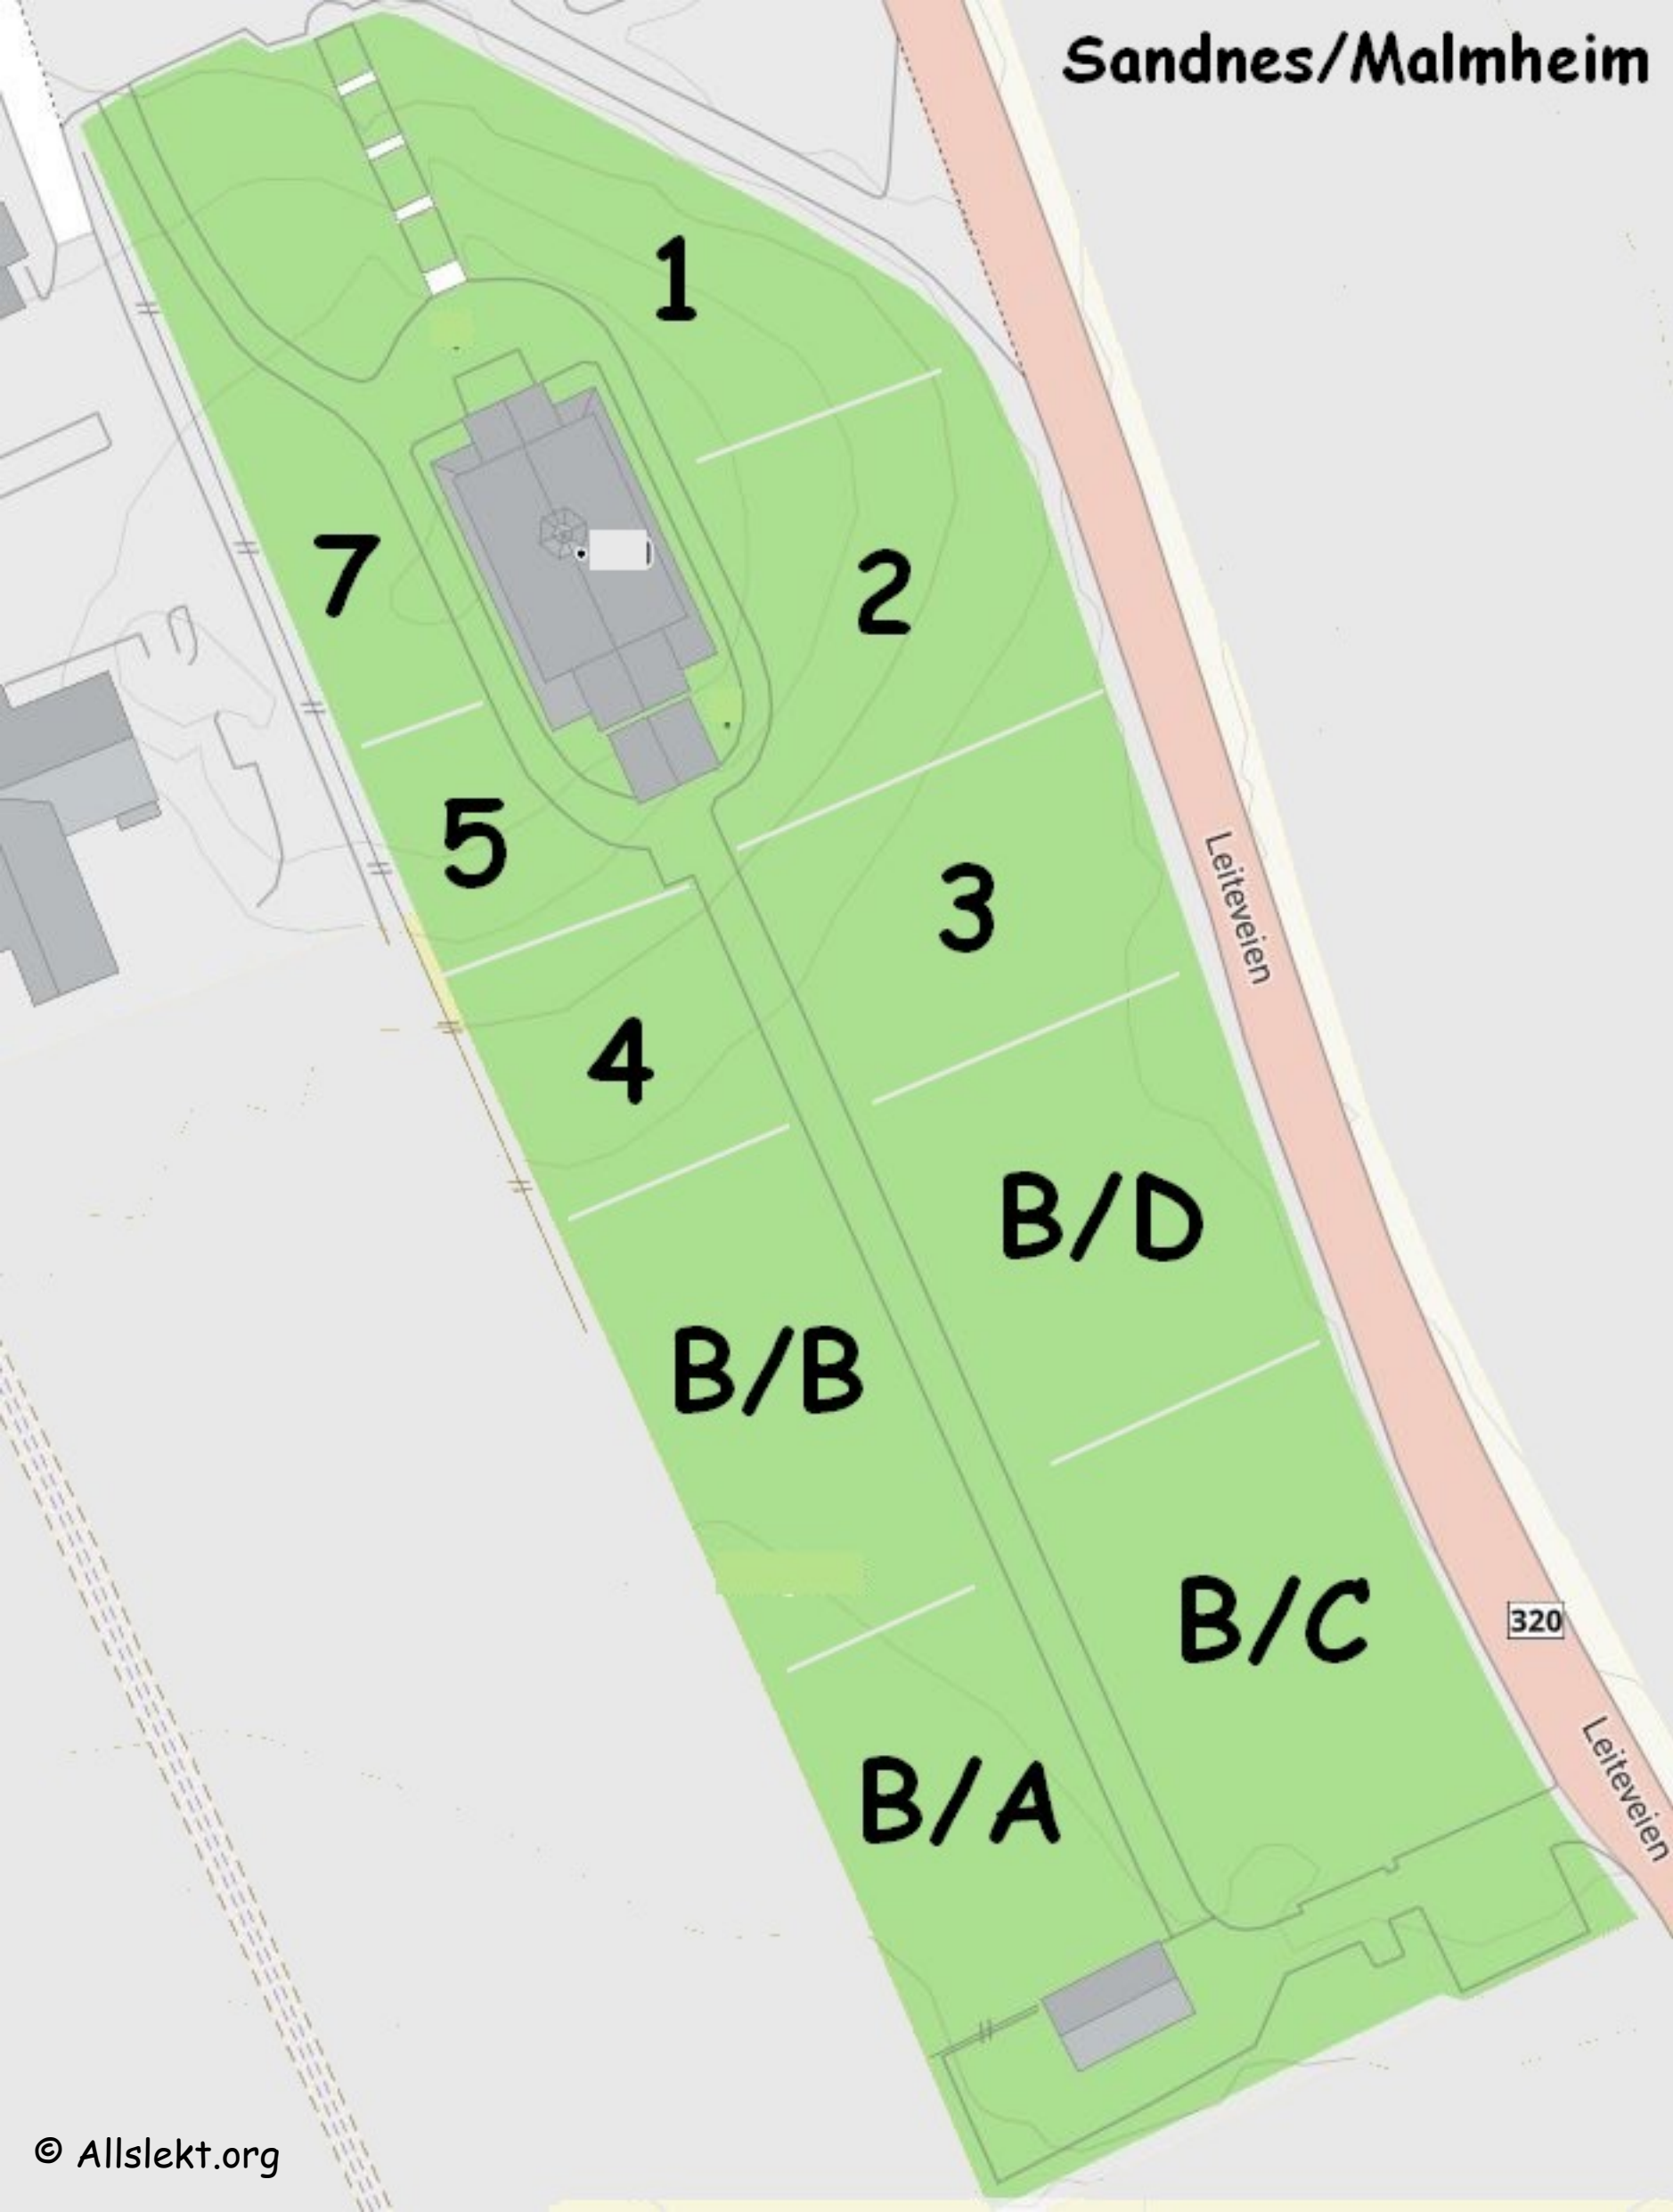 Sandnes/Malmheim
1
2
7
5
3
Leiteveien
4
B/D
B/B
B/C
320
Leiteveien
B/A
© Allslekt.org